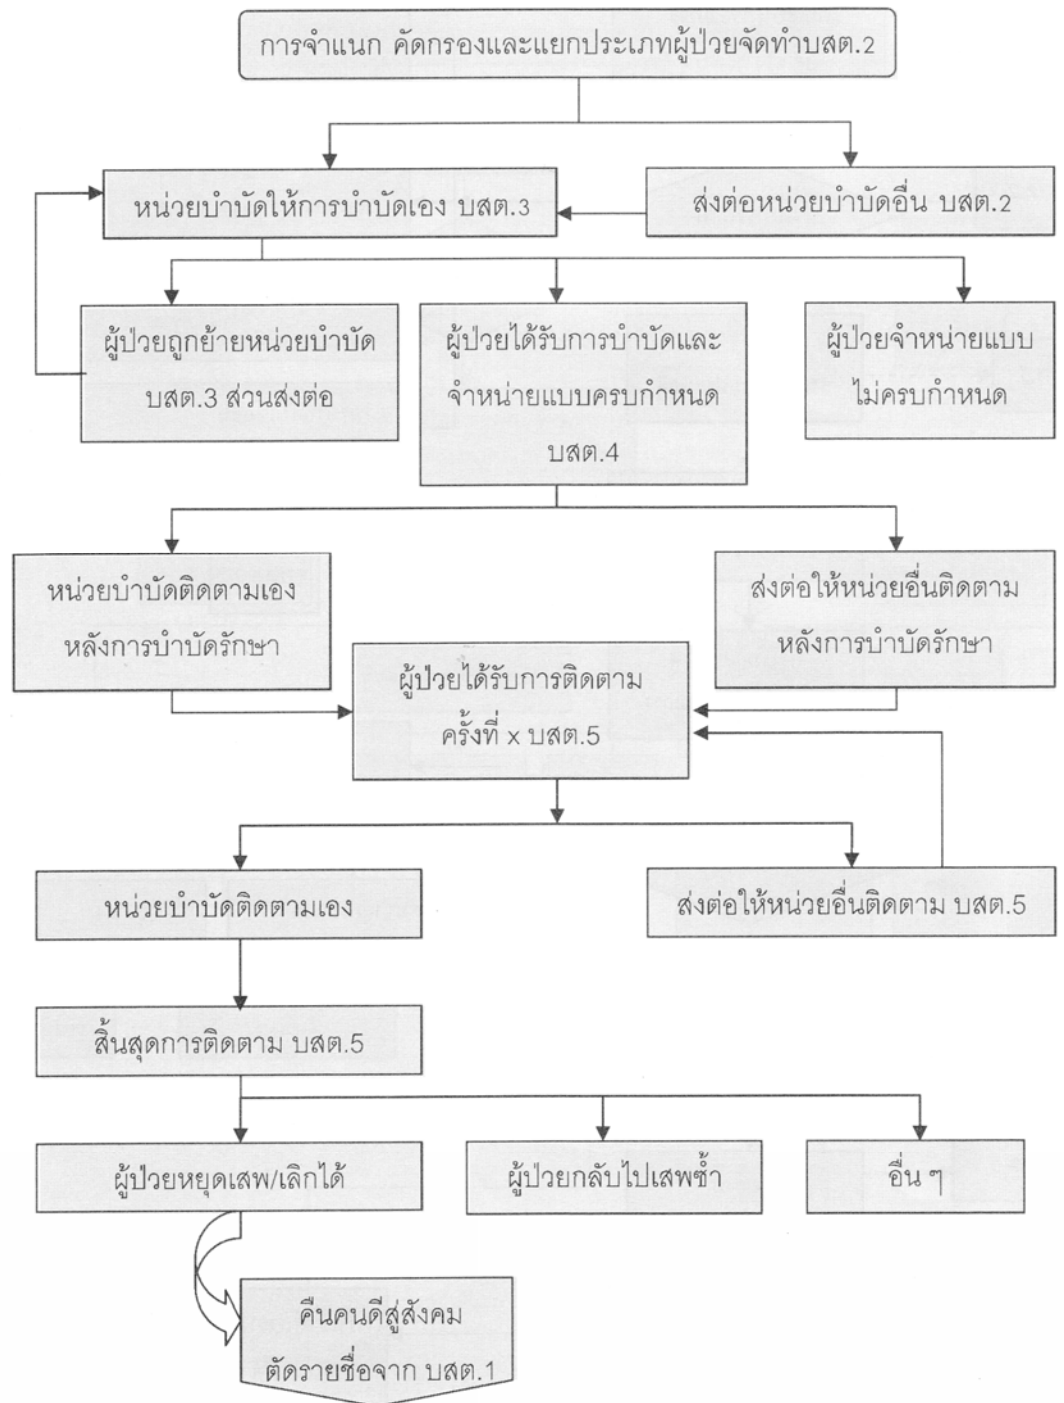 การจำแนก คัดกรองและแยกประเภทผู้ป่วยจัดทำบสต.2
หน่วยบำบัดให้การบำบัดเอง บสต.3
ส่งต่อหน่วยบำบัดอื่น บสต.2
ผู้ป่วยถูกย้ายหน่วยบำบัด
บสต.3 ส่วนส่งต่อ
ผู้ป่วยได้รับการบำบัดและ
จำหน่ายแบบครบกำหนด
บสต.4
ผู้ป่วยจำหน่ายแบบ
ไม่ครบกำหนด
หน่วยบำบัดติดตามเอง
หลังการบำบัดรักษา
ส่งต่อให้หน่วยอื่นติดตาม
หลังการบำบัดรักษา
ผู้ป่วยได้รับการติดตาม
ครั้งที่ x บสต.5
หน่วยบำบัดติดตามเอง
ส่งต่อให้หน่วยอื่นติดตาม บสต.5
สิ้นสุดการติดตาม บสต.5
ผู้ป่วยหยุดเสพ/เลิกได้
ผู้ป่วยกลับไปเสพซ้ำ
อื่น ๆ
คืนคนดีสู่สังคม
ตัดรายชื่อจาก บสต.1